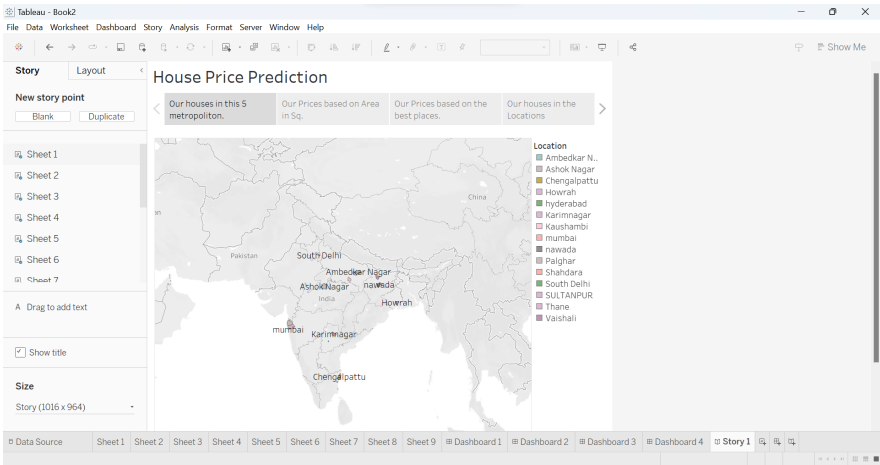 Tableau - Book2
File Data Worksheet Dashboard Story Analysis Format Server Window Help
Show Me
Story Layout
New story point
Blank Duplicate
Sheet 1
Sheet 2
Sheet 3
Sheet 4
Sheet 5
Sheet 6
Sheet 7
A Drag to add text
Show title
Size
Story (1016 x 964)
House Price Prediction
Our houses in this 5
metropoliton.
Our Prices based on Area
in Sq.
Our Prices based on the
best places.
Our houses in the
Locations
China
Pakistan
South Delhi
Ambedkar Nagar
Ashok Nagar
nawada
India
Howrah
mumbai
Karimnagar
Chengalpattu
Location
Ambedkar N..
Ashok Nagar
Chengalpattu
Howrah
hyderabad
Karimnagar
Kaushambi
mumbai
nawada
Palghar
Shahdara
South Delhi
SULTANPUR
Thane
Vaishali
Data Source Sheet 1 Sheet 2 Sheet 3 Sheet 4 Sheet 5 Sheet 6 Sheet 7 Sheet 8 Sheet 9 Dashboard 1 Dashboard 2 Dashboard 3 Dashboard 4 Story 1